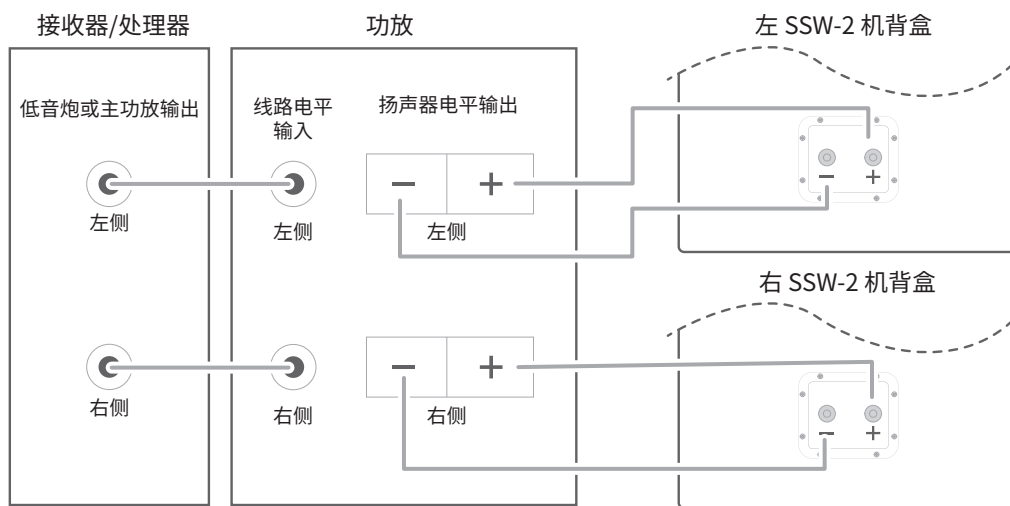 接收器/处理器
功放
左 SSW-2 机背盒
低音炮或主功放输出
线路电平
输入
扬声器电平输出
− +
− +
左侧
左侧
左侧
右 SSW-2 机背盒
− +
− +
右侧
右侧
右侧